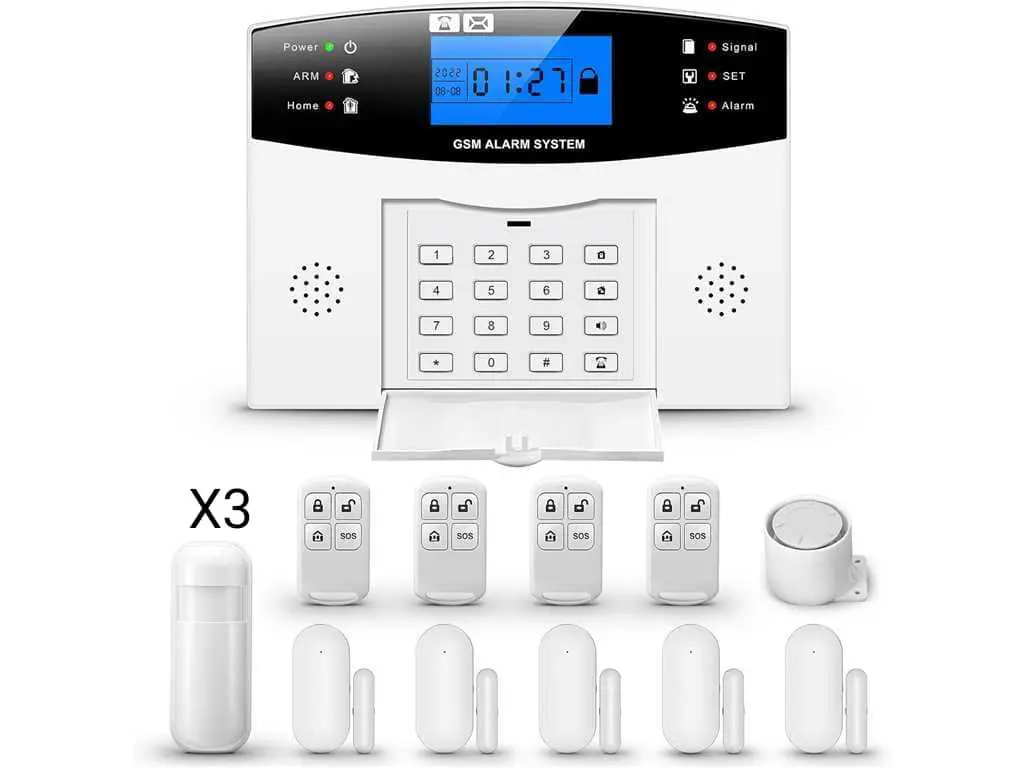 Power
ARM
Home
2022
08-08
01:27
Signal
SET
Alarm
GSM ALARM SYSTEM
1 2 3
4 5 6
7 8 9
* 0 #
X3
SOS SOS SOS SOS